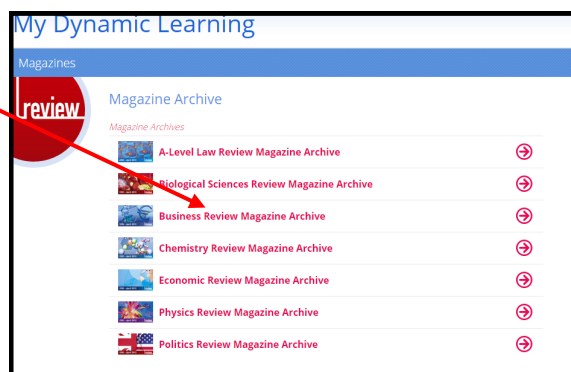 My Dynamic Learning
Magazines
review
Magazine Archive
Magazine Archives
A-Level Law Review Magazine Archive
Biological Sciences Review Magazine Archive
Business Review Magazine Archive
Chemistry Review Magazine Archive
Economic Review Magazine Archive
Physics Review Magazine Archive
Politics Review Magazine Archive